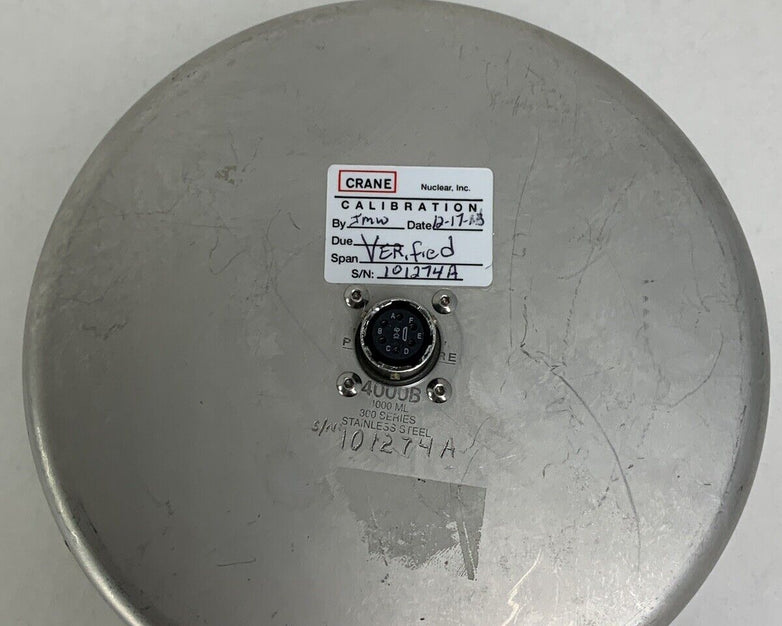 CRANE Nuclear, Inc.
CALIBRATION
By JMW Date 12-17-13
Due VERified
Span
S/N: 101274A
A F
B E
C D
4000B
1000 ML
300 SERIES
STAINLESS STEEL
S/N 101274A